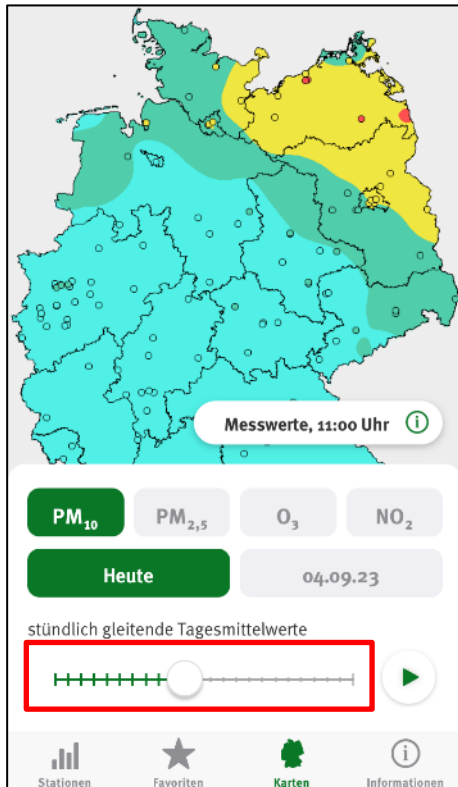 Messwerte, 11:00 Uhr i
PM10 PM2,5 O3 NO2
Heute 04.09.23
stündlich gleitende Tagesmittelwerte
Stationen Favoriten Karten Informationen